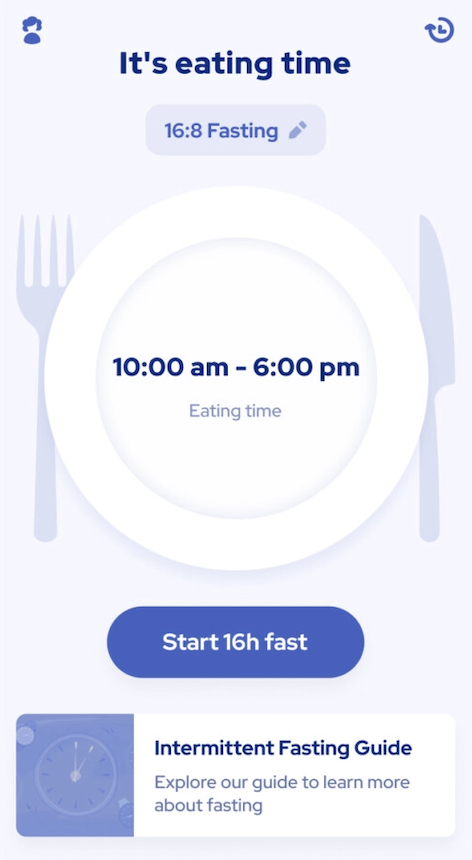 It's eating time
16:8 Fasting
10:00 am - 6:00 pm
Eating time
Start 16h fast
Intermittent Fasting Guide
Explore our guide to learn more
about fasting